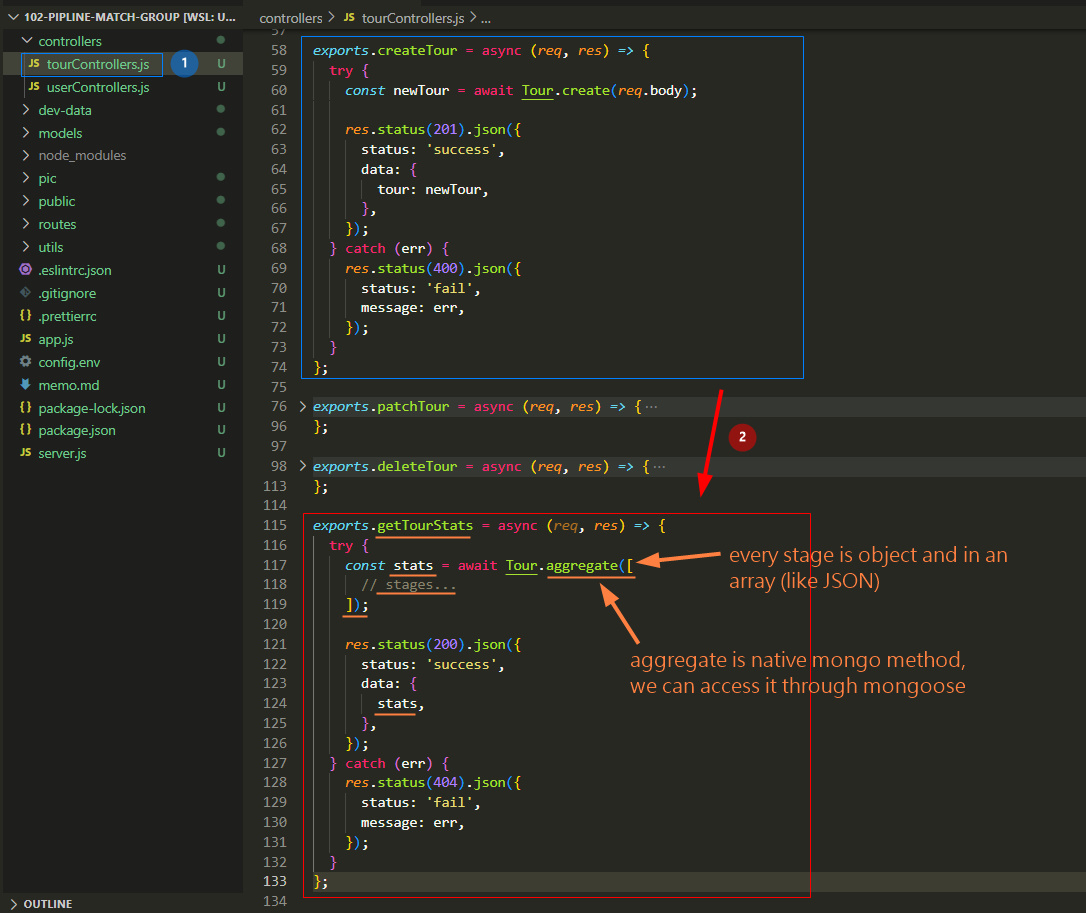 102-PIPLINE-MATCH-GROUP [WSL: U...
controllers
JS tourControllers.js 1 U
JS userControllers.js U
dev-data
models
node_modules
pic
public
routes
utils
.eslintrc.json U
.gitignore U
{} .prettierrc U
JS app.js U
config.env U
memo.md U
{} package-lock.json U
{} package.json U
JS server.js U
OUTLINE
controllers > JS tourControllers.js > ...
57
58 exports.createTour = async (req, res) => {
59 try {
60 const newTour = await Tour.create(req.body);
61
62 res.status(201).json({
63 status: 'success',
64 data: {
65 tour: newTour,
66 },
67 });
68 } catch (err) {
69 res.status(400).json({
70 status: 'fail',
71 message: err,
72 });
73 }
74 };
75
76 > exports.patchTour = async (req, res) => { ...
96 };
97
2
98 > exports.deleteTour = async (req, res) => { ...
113 };
114
115 exports.getTourStats = async (req, res) => {
116 try {
117 const stats = await Tour.aggregate([
118 // stages...
119 ]);
120
121 res.status(200).json({
122 status: 'success',
123 data: {
124 stats,
125 },
126 });
127 } catch (err) {
128 res.status(404).json({
129 status: 'fail',
130 message: err,
131 });
132 }
133 };
134
every stage is object and in an
array (like JSON)
aggregate is native mongo method,
we can access it through mongoose